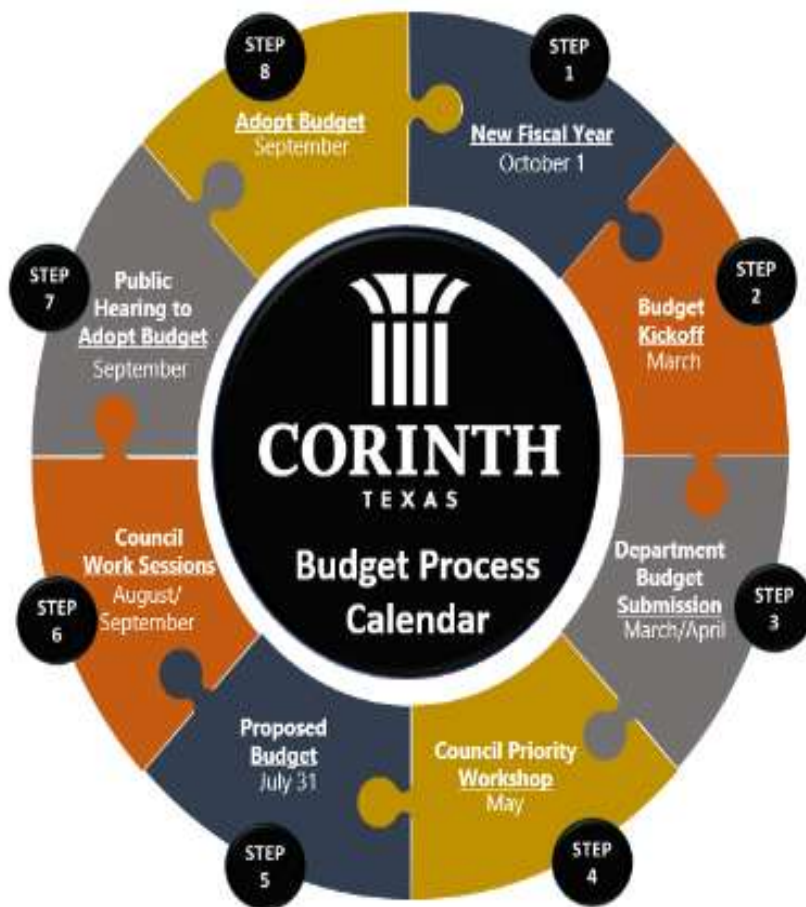 STEP
1
New Fiscal Year
October 1
STEP
2
Budget
Kickoff
March
STEP
3
Department
Budget
Submission
March/April
STEP
4
Council Priority
Workshop
May
STEP
5
Proposed
Budget
July 31
STEP
6
Council
Work Sessions
August/
September
STEP
7
Public
Hearing to
Adopt Budget
September
STEP
8
Adopt Budget
September
CORINTH
TEXAS
Budget Process
Calendar